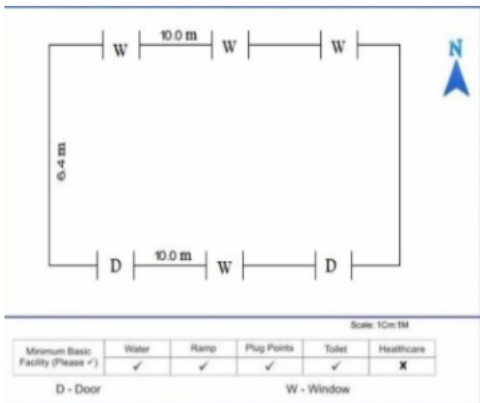 10.0 m
W W W
N
6.4 m
10.0 m
D W D
Scale: 1Cm:1M
Minimum Basic Facility (Please ✓) Water Ramp Plug Points Toilet Healthcare
✓ ✓ ✓ ✓ X
D - Door W - Window